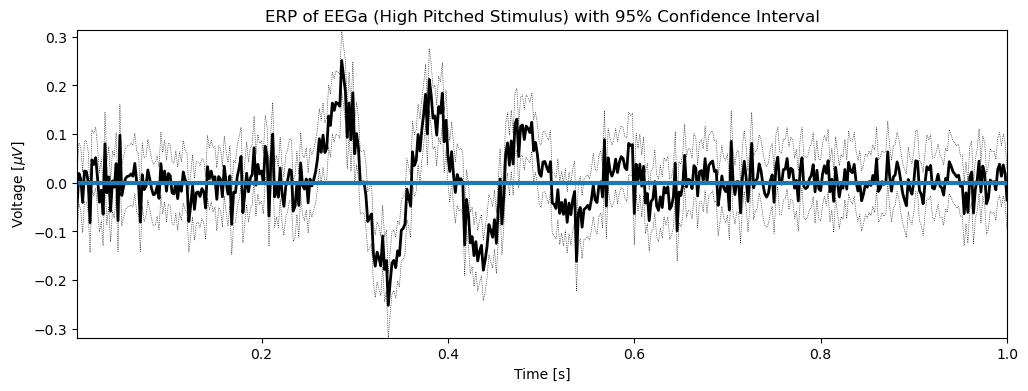 ERP of EEGa (High Pitched Stimulus) with 95% Confidence Interval
Voltage [μV]
0.3
0.2
0.1
0.0
−0.1
−0.2
−0.3
0.2 0.4 0.6 0.8 1.0
Time [s]